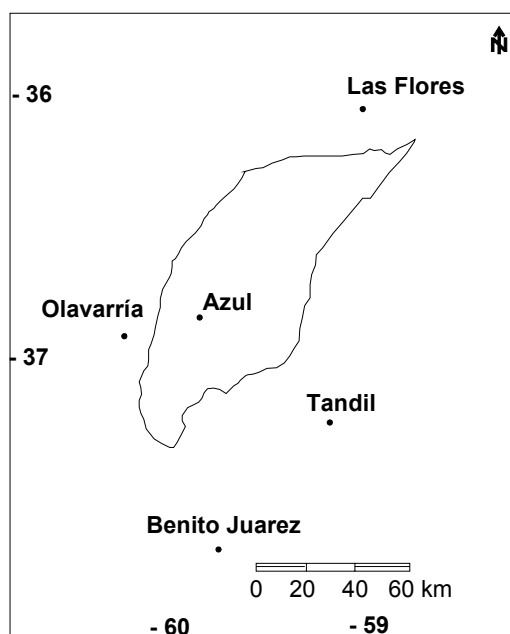 N
Las Flores
- 36
Azul
Olavarría
- 37
Tandil
Benito Juarez
0 20 40 60 km
- 60 - 59